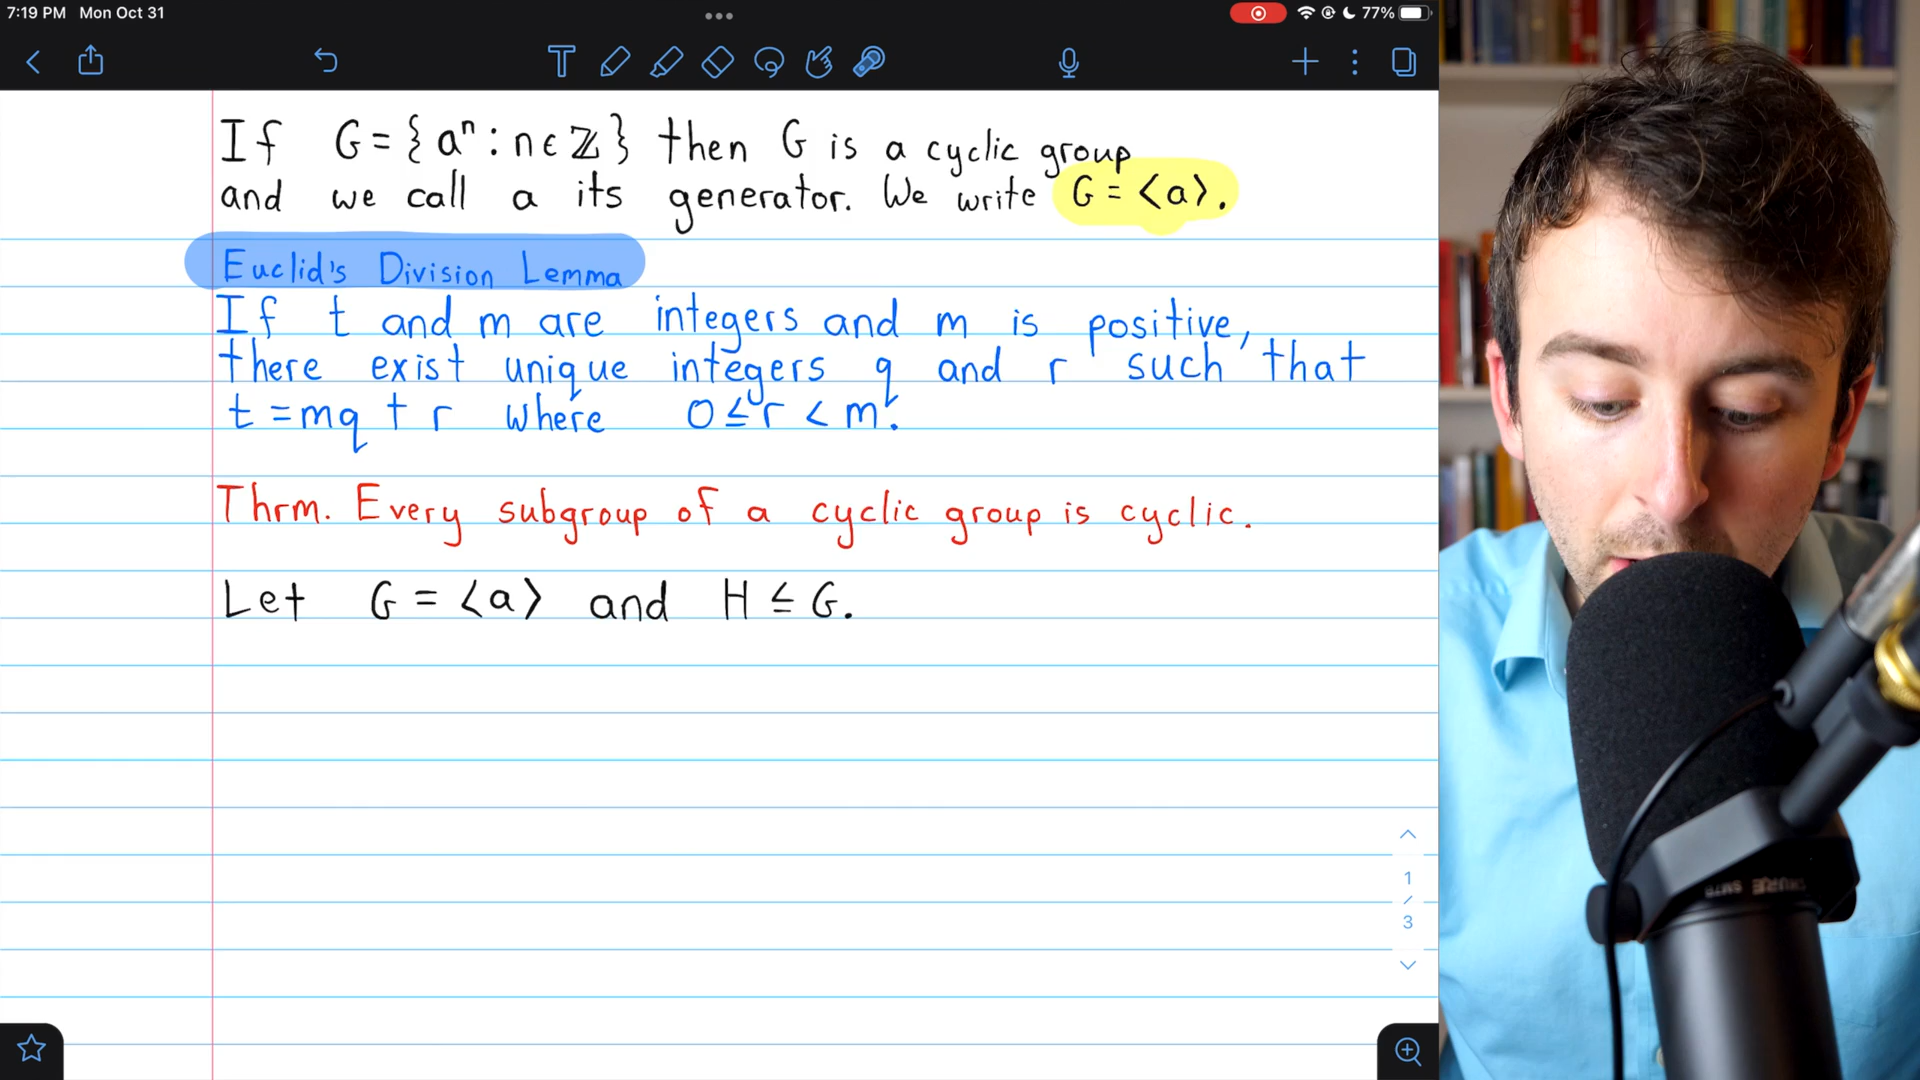 7:19 PM Mon Oct 31
77%
If G = { aⁿ : n ∈ ℤ } then G is a cyclic group
and we call a its generator. We write G = ⟨a⟩.
Euclid's Division Lemma
If t and m are integers and m is positive,
there exist unique integers q and r such that
t = mq + r where 0 ≤ r < m.
Thrm. Every subgroup of a cyclic group is cyclic.
Let G = ⟨a⟩ and H ≤ G.
1
/
3